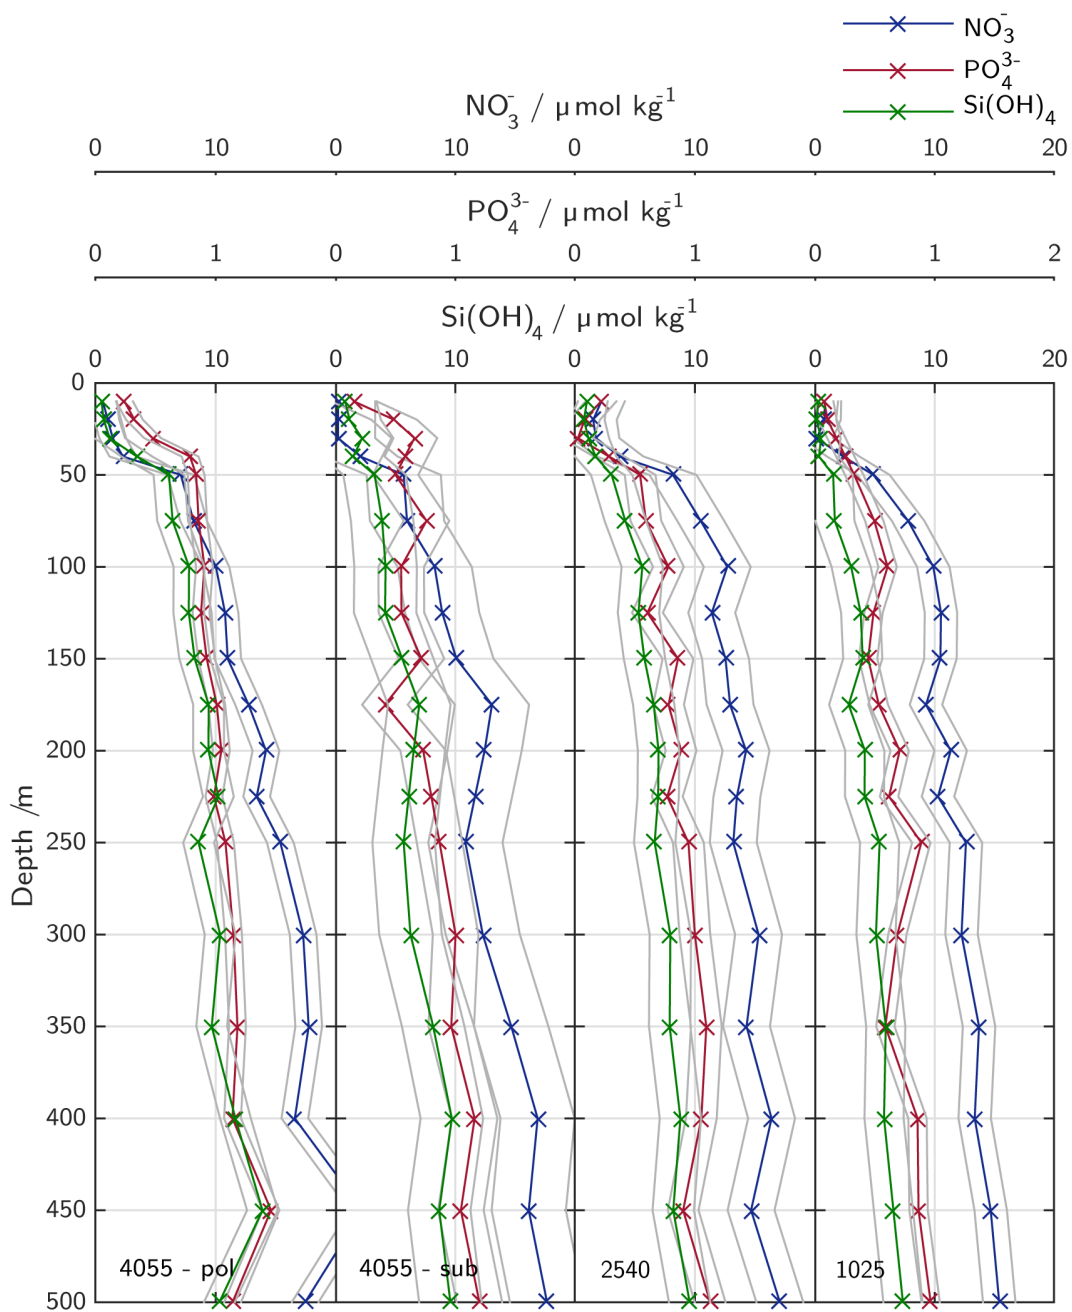 NO₃⁻
PO₄³⁻
Si(OH)₄
NO₃⁻ / μmol kg⁻¹
0 10 0 10 0 10 0 10 20
PO₄³⁻ / μmol kg⁻¹
0 1 0 1 0 1 0 1 2
Si(OH)₄ / μmol kg⁻¹
0 10 0 10 0 10 0 10 20
Depth /m
0
50
100
150
200
250
300
350
400
450
500
4055 - pol 4055 - sub 2540 1025